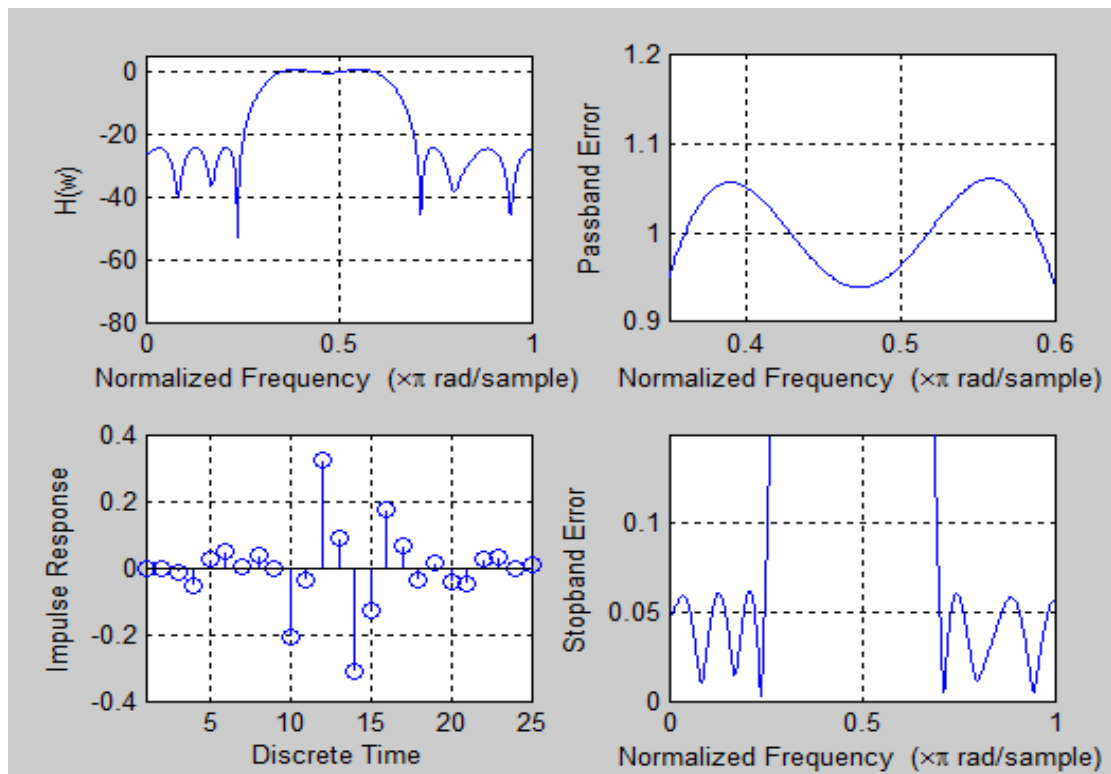 H(w)
0
-20
-40
-60
-80
0 0.5 1
Normalized Frequency (×π rad/sample)
Passband Error
1.2
1.1
1
0.9
0.4 0.5 0.6
Normalized Frequency (×π rad/sample)
Impulse Response
0.4
0.2
0
-0.2
-0.4
5 10 15 20 25
Discrete Time
Stopband Error
0.1
0.05
0
0 0.5 1
Normalized Frequency (×π rad/sample)